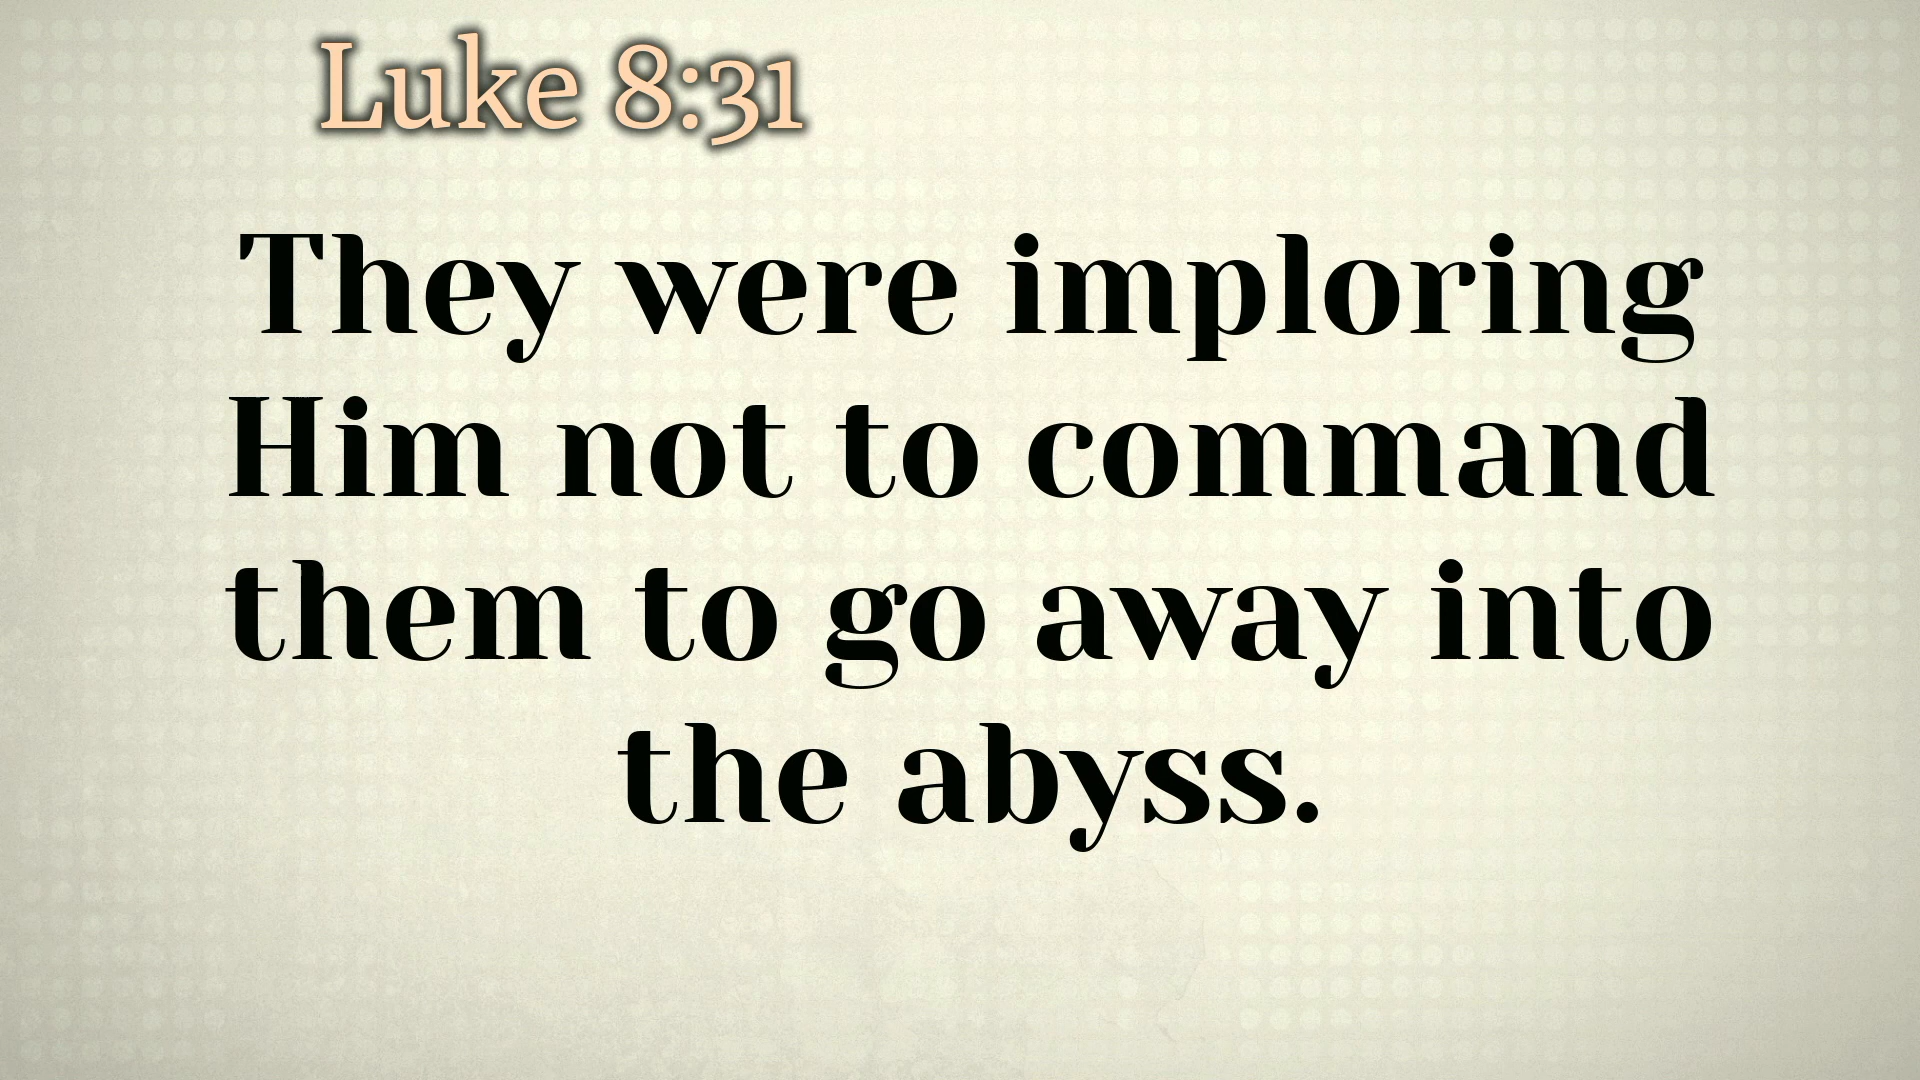 Luke 8:31
They were imploring
Him not to command
them to go away into
the abyss.